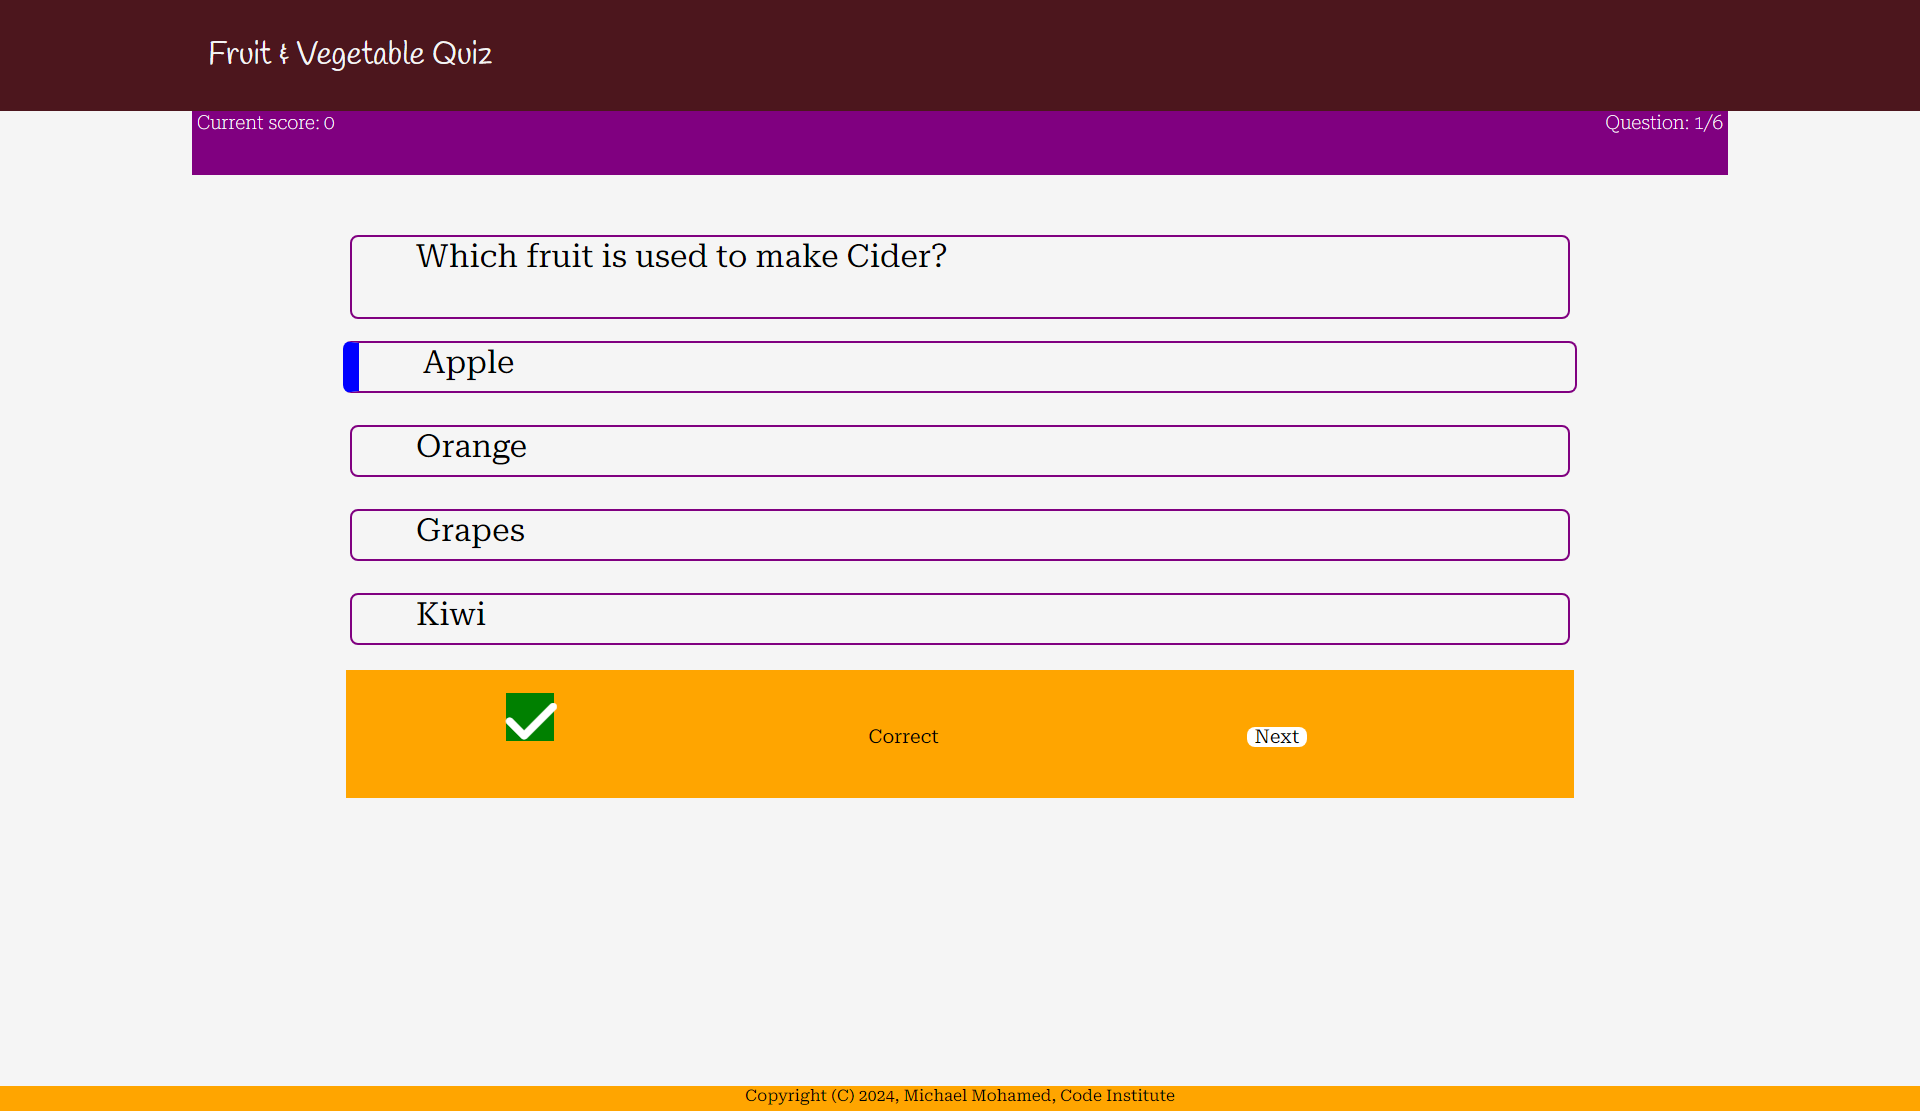 Fruit & Vegetable Quiz
Current score: 0
Question: 1/6
Which fruit is used to make Cider?
Apple
Orange
Grapes
Kiwi
Correct
Next
Copyright (C) 2024, Michael Mohamed, Code Institute